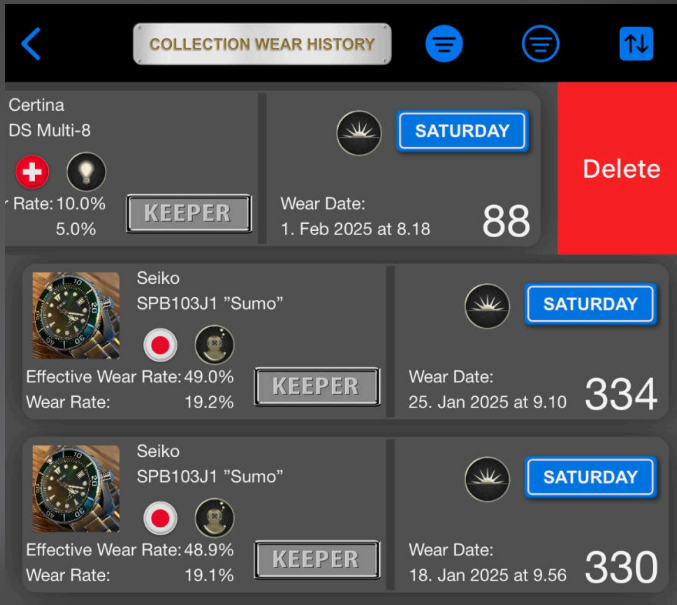 COLLECTION WEAR HISTORY
Certina
DS Multi-8
SATURDAY
Delete
Rate: 10.0%
5.0%
KEEPER
Wear Date:
1. Feb 2025 at 8.18
88
Seiko
SPB103J1 ”Sumo”
SATURDAY
Effective Wear Rate: 49.0%
Wear Rate: 19.2%
KEEPER
Wear Date:
25. Jan 2025 at 9.10
334
Seiko
SPB103J1 ”Sumo”
SATURDAY
Effective Wear Rate: 48.9%
Wear Rate: 19.1%
KEEPER
Wear Date:
18. Jan 2025 at 9.56
330